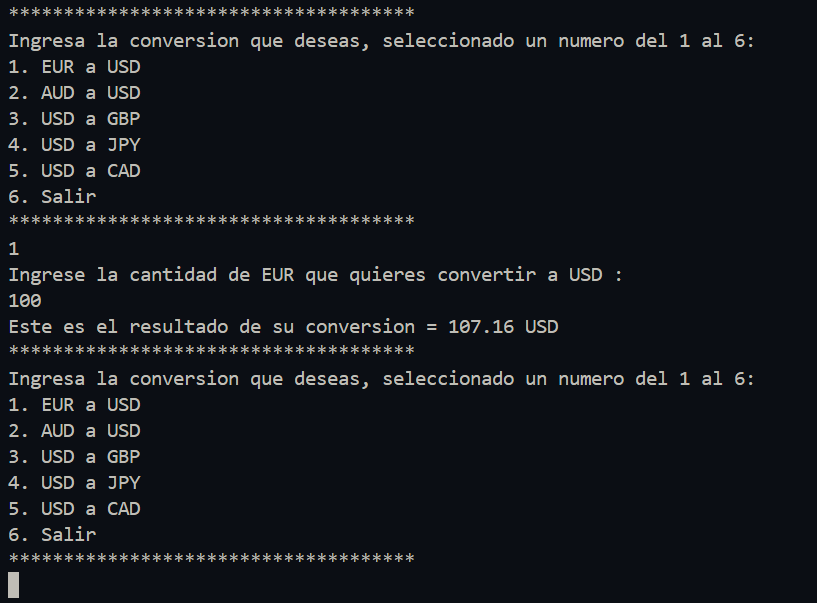 *************************************
Ingresa la conversion que deseas, seleccionado un numero del 1 al 6:
1. EUR a USD
2. AUD a USD
3. USD a GBP
4. USD a JPY
5. USD a CAD
6. Salir
*************************************
1
Ingrese la cantidad de EUR que quieres convertir a USD :
100
Este es el resultado de su conversion = 107.16 USD
*************************************
Ingresa la conversion que deseas, seleccionado un numero del 1 al 6:
1. EUR a USD
2. AUD a USD
3. USD a GBP
4. USD a JPY
5. USD a CAD
6. Salir
*************************************